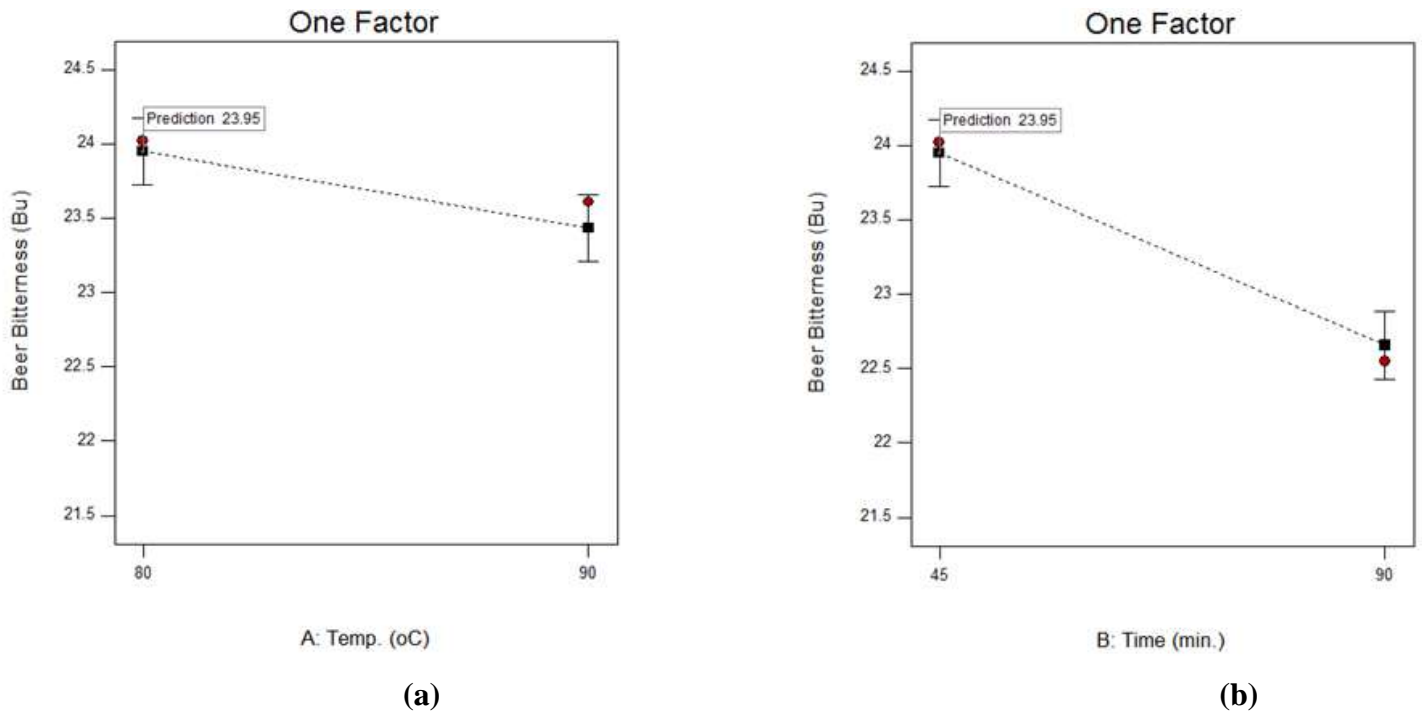 One Factor
24.5
24
23.5
23
22.5
22
21.5
Prediction 23.95
Beer Bitterness (Bu)
80
90
A: Temp. (oC)
(a)
One Factor
24.5
24
23.5
23
22.5
22
21.5
Prediction 23.95
Beer Bitterness (Bu)
45
90
B: Time (min.)
(b)